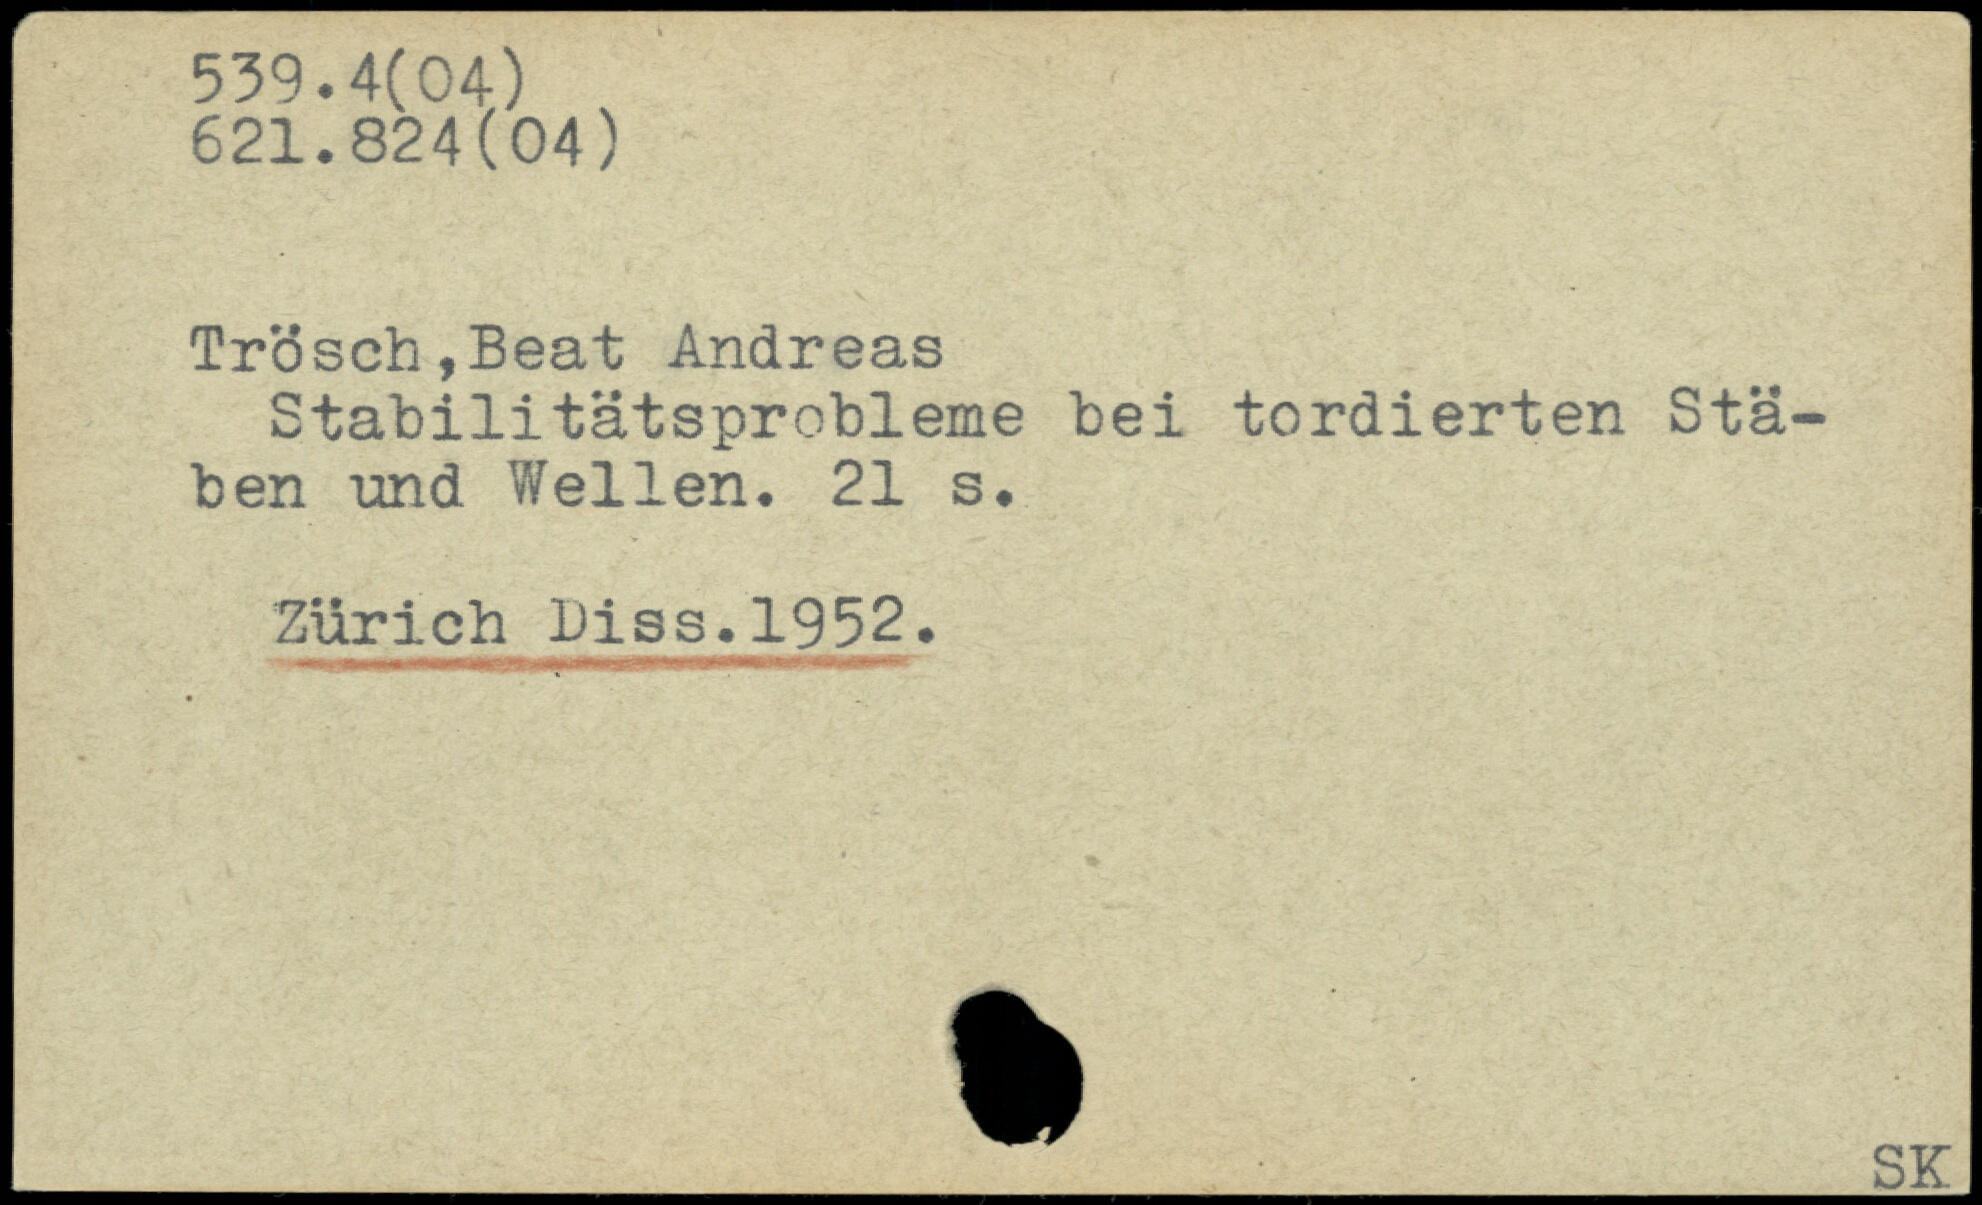 539.4(04)
621.824(04)
Trösch,Beat Andreas
Stabilitätsprobleme bei tordierten Stä-
ben und Wellen. 21 s.
Zürich Diss.1952.
SK